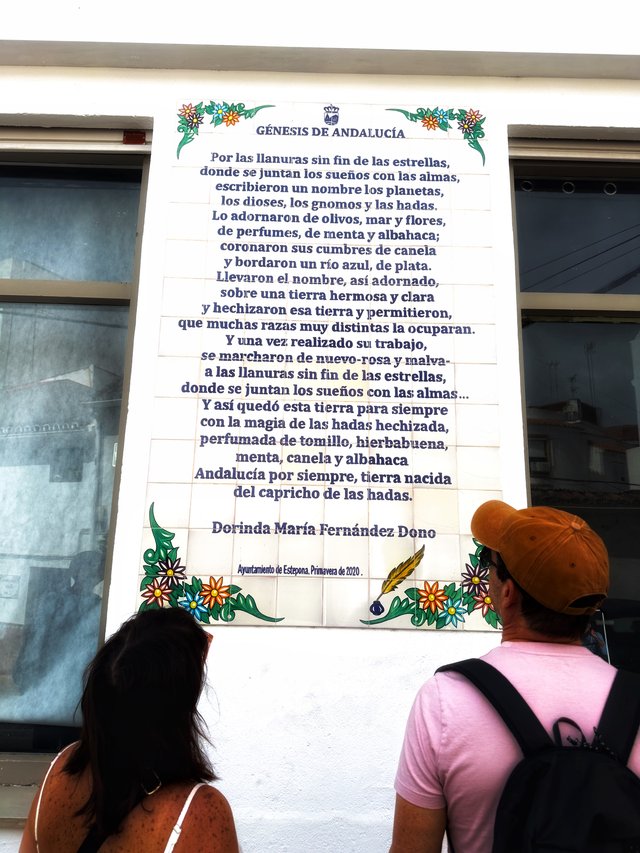 GÉNESIS DE ANDALUCÍA
Por las llanuras sin fin de las estrellas,
donde se juntan los sueños con las almas,
escribieron un nombre los planetas,
los dioses, los gnomos y las hadas.
Lo adornaron de olivos, mar y flores,
de perfumes, de menta y albahaca;
coronaron sus cumbres de canela
y bordaron un río azul, de plata.
Llevaron el nombre, así adornado,
sobre una tierra hermosa y clara
y hechizaron esa tierra y permitieron,
que muchas razas muy distintas la ocuparan.
Y una vez realizado su trabajo,
se marcharon de nuevo-rosa y malva-
a las llanuras sin fin de las estrellas,
donde se juntan los sueños con las almas...
Y así quedó esta tierra para siempre
con la magia de las hadas hechizada,
perfumada de tomillo, hierbabuena,
menta, canela y albahaca
Andalucía por siempre, tierra nacida
del capricho de las hadas.
Dorinda María Fernández Dono
Ayuntamiento de Estepona, Primavera de 2020.